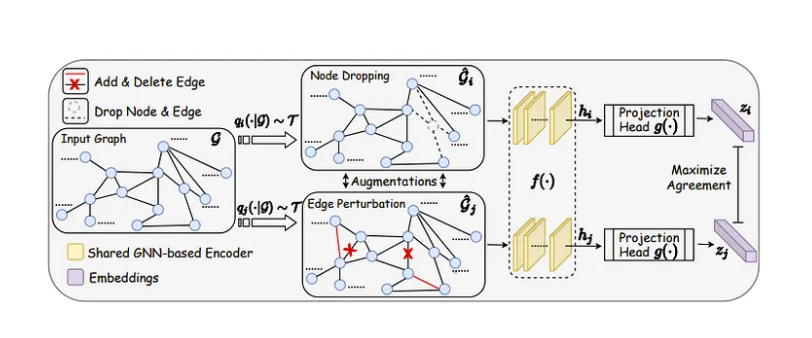 Add & Delete Edge
Drop Node & Edge
Input Graph
𝒢
q_i(·|𝒢) ~ 𝒯
q_j(·|𝒢) ~ 𝒯
Node Dropping
Ĝ_i
Augmentations
Edge Perturbation
Ĝ_j
f(·)
h_i
h_j
Projection
Head g(·)
Projection
Head g(·)
z_i
Maximize
Agreement
z_j
Shared GNN-based Encoder
Embeddings